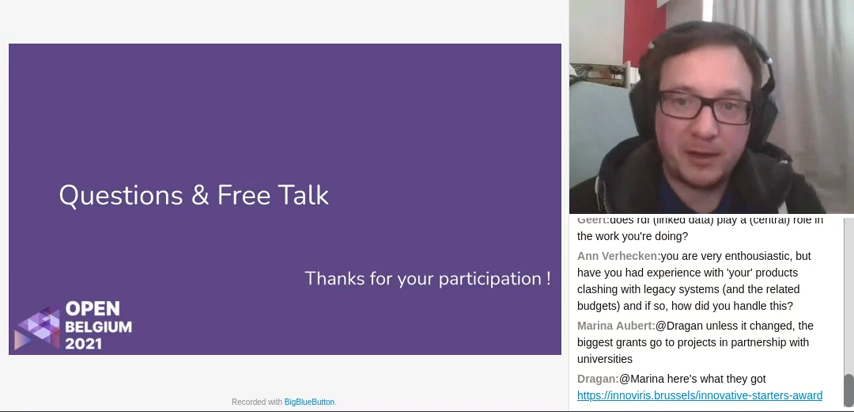 Questions & Free Talk
Thanks for your participation !
OPEN
BELGIUM
2021
Recorded with BigBlueButton.
Geert:does rdf (linked data) play a (central) role in
the work you're doing?
Ann Verhecken:you are very enthousiastic, but
have you had experience with 'your' products
clashing with legacy systems (and the related
budgets) and if so, how did you handle this?
Marina Aubert:@Dragan unless it changed, the
biggest grants go to projects in partnership with
universities
Dragan:@Marina here's what they got
https://innoviris.brussels/innovative-starters-award